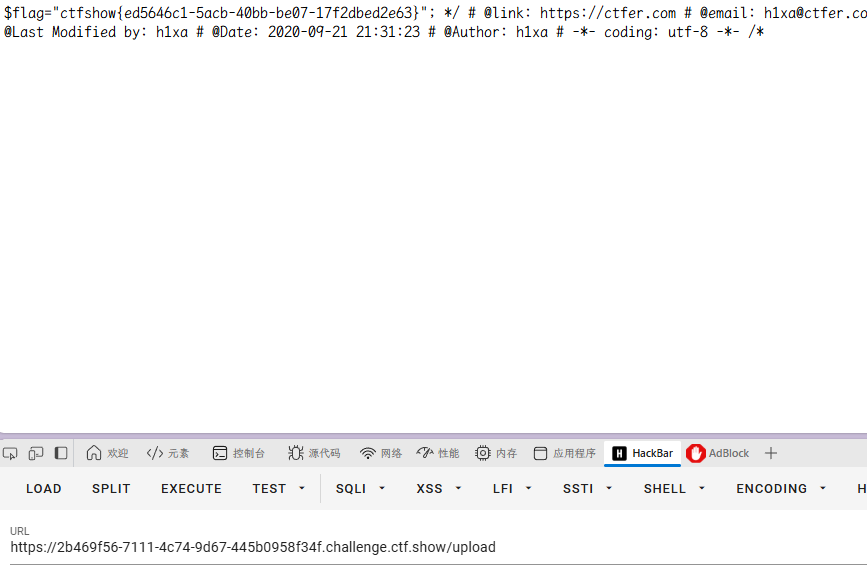 $flag="ctfshow{ed5646c1-5acb-40bb-be07-17f2dbed2e63}"; */ # @link: https://ctfer.com # @email: h1xa@ctfer.co
@Last Modified by: h1xa # @Date: 2020-09-21 21:31:23 # @Author: h1xa # -*- coding: utf-8 -*- /*
欢迎 </> 元素 控制台 源代码 网络 性能 内存 应用程序 H HackBar AdBlock +
LOAD SPLIT EXECUTE TEST SQLI XSS LFI SSTI SHELL ENCODING H
URL
https://2b469f56-7111-4c74-9d67-445b0958f34f.challenge.ctf.show/upload